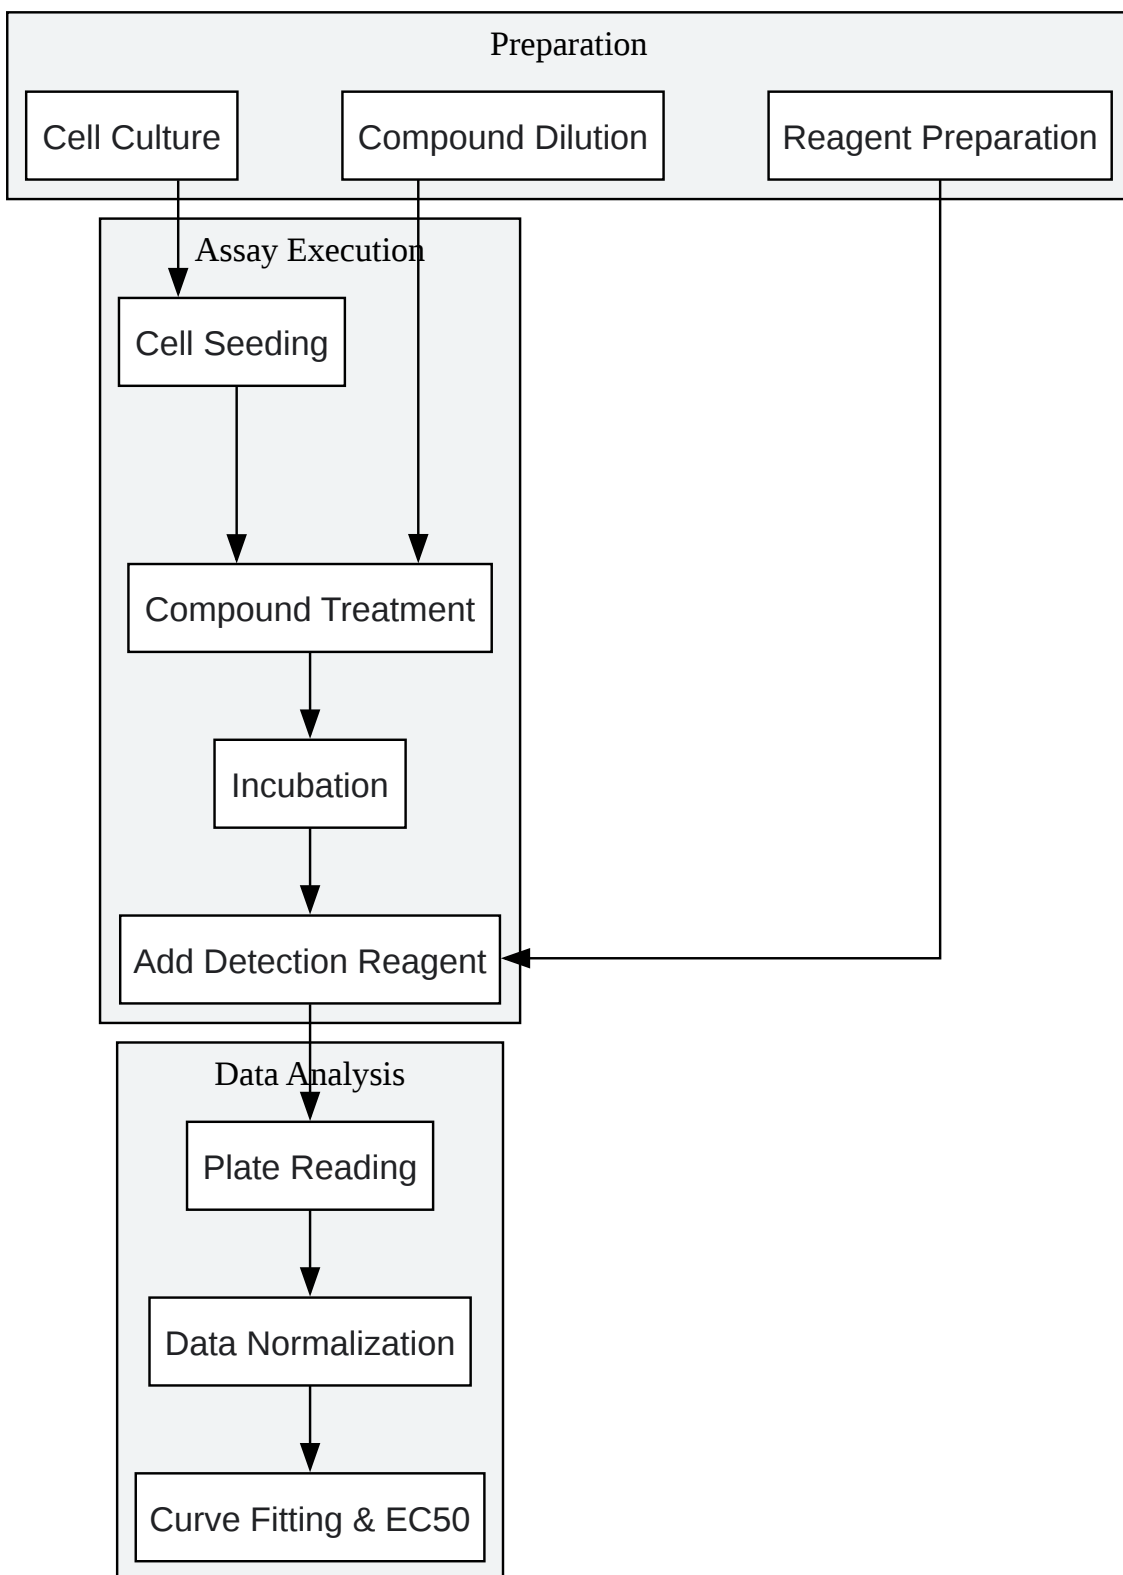 Preparation
Cell Culture
Compound Dilution
Reagent Preparation
Assay Execution
Cell Seeding
Compound Treatment
Incubation
Add Detection Reagent
Data Analysis
Plate Reading
Data Normalization
Curve Fitting & EC50